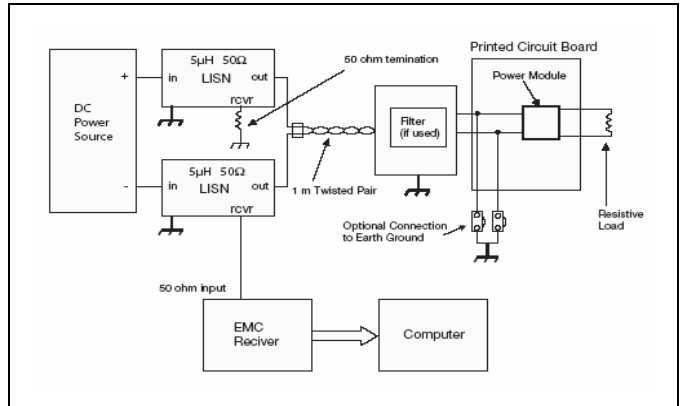 Printed Circuit Board
50 ohm temination
Power Module
5µH 50Ω
LISN
in
out
rcvr
+
DC
Power
Source
-
Filter
(if used)
5µH 50Ω
LISN
in
out
rcvr
1 m Twisted Pair
Optional Connection
to Earth Ground
Resistive
Load
50 ohm input
EMC
Reciver
Computer